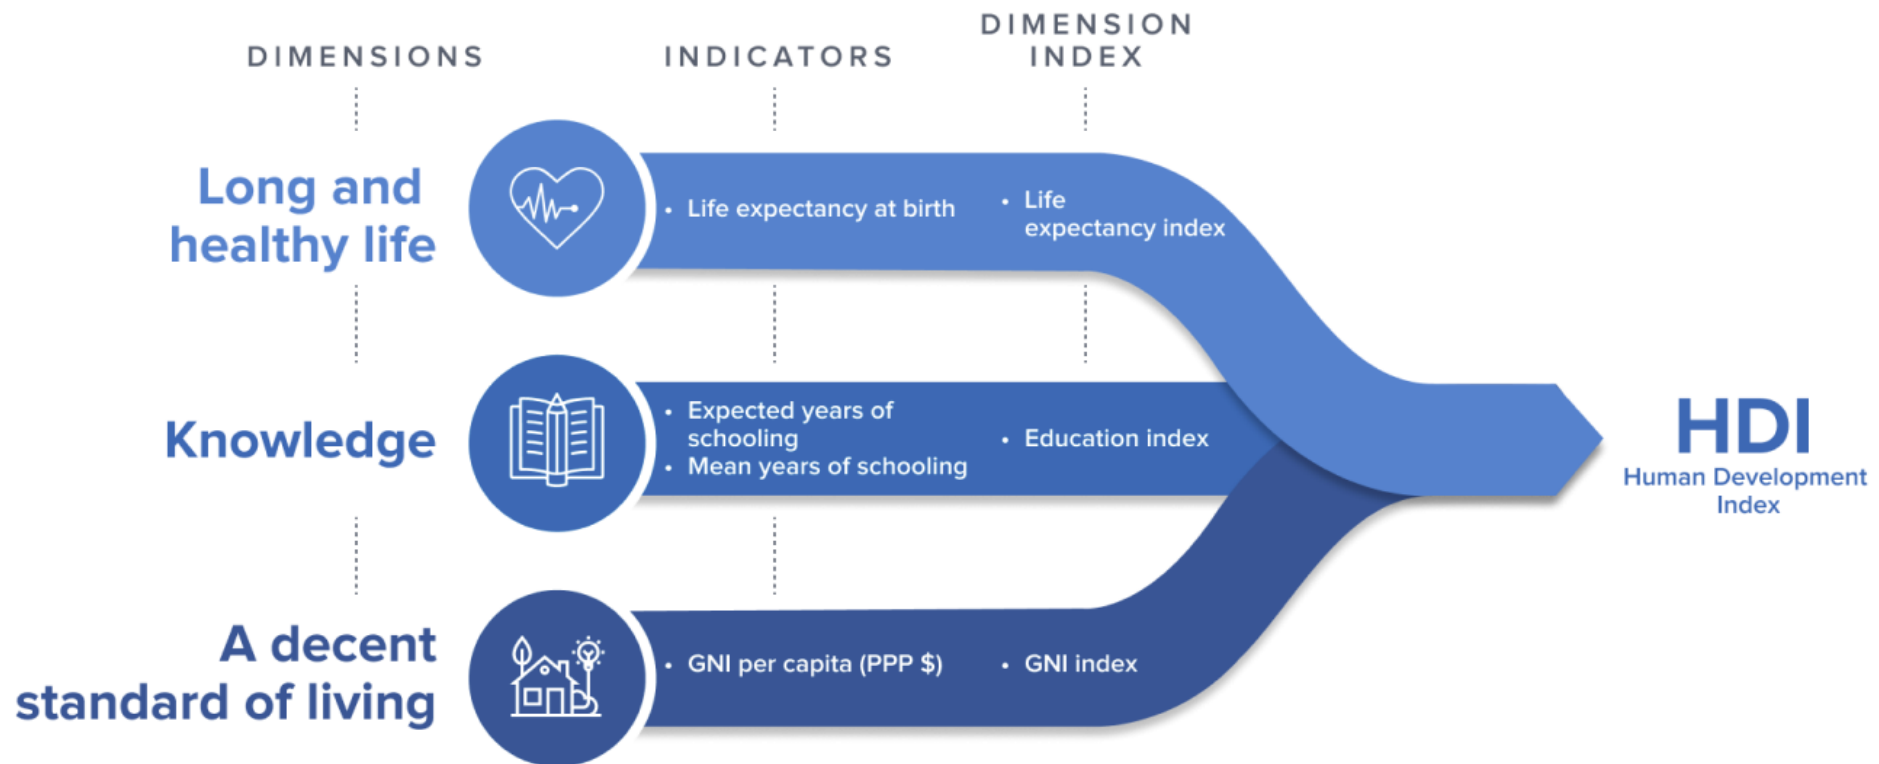 DIMENSIONS
INDICATORS
DIMENSION
INDEX
Long and
healthy life
• Life expectancy at birth
• Life
expectancy index
Knowledge
• Expected years of
schooling
• Mean years of schooling
• Education index
A decent
standard of living
• GNI per capita (PPP $)
• GNI index
HDI
Human Development
Index